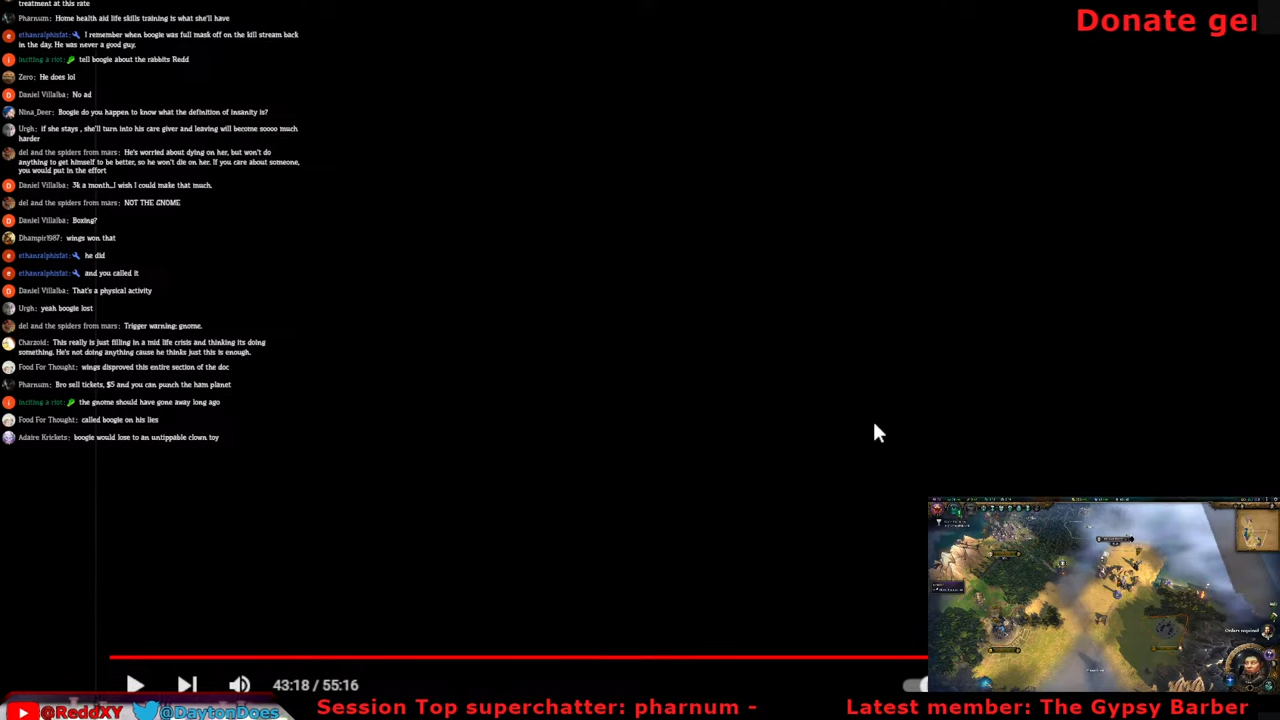 treatment at this rate
Pharnum: Home health aid life skills training is what she'll have
ethanralphisfat: I remember when boogie was full mask off on the kill stream back
in the day. He was never a good guy.
inciting a riot: tell boogie about the rabbits Redd
Zero: He does lol
Daniel Villalba: No ad
Nina_Deer: Boogie do you happen to know what the definition of insanity is?
Urgh: if she stays , she'll turn into his care giver and leaving will become soooo much
harder
del and the spiders from mars: He's worried about dying on her, but won't do
anything to get himself to be better, so he won't die on her. If you care about someone,
you would put in the effort
Daniel Villalba: 3k a month...I wish I could make that much.
del and the spiders from mars: NOT THE GNOME
Daniel Villalba: Boxing?
Dhampir1987: wings won that
ethanralphisfat: he did
ethanralphisfat: and you called it
Daniel Villalba: That's a physical activity
Urgh: yeah boogie lost
del and the spiders from mars: Trigger warning: gnome.
Charzoid: This really is just filling in a mid life crisis and thinking its doing
something. He's not doing anything cause he thinks just this is enough.
Food For Thought: wings disproved this entire section of the doc
Pharnum: Bro sell tickets, $5 and you can punch the ham planet
inciting a riot: the gnome should have gone away long ago
Food For Thought: called boogie on his lies
Adaire Krickets: boogie would lose to an untippable clown toy
Donate ger
43:18 / 55:16
@ReddXY @DaytonDoes
Session Top superchatter: pharnum -
Latest member: The Gypsy Barber
Orders required